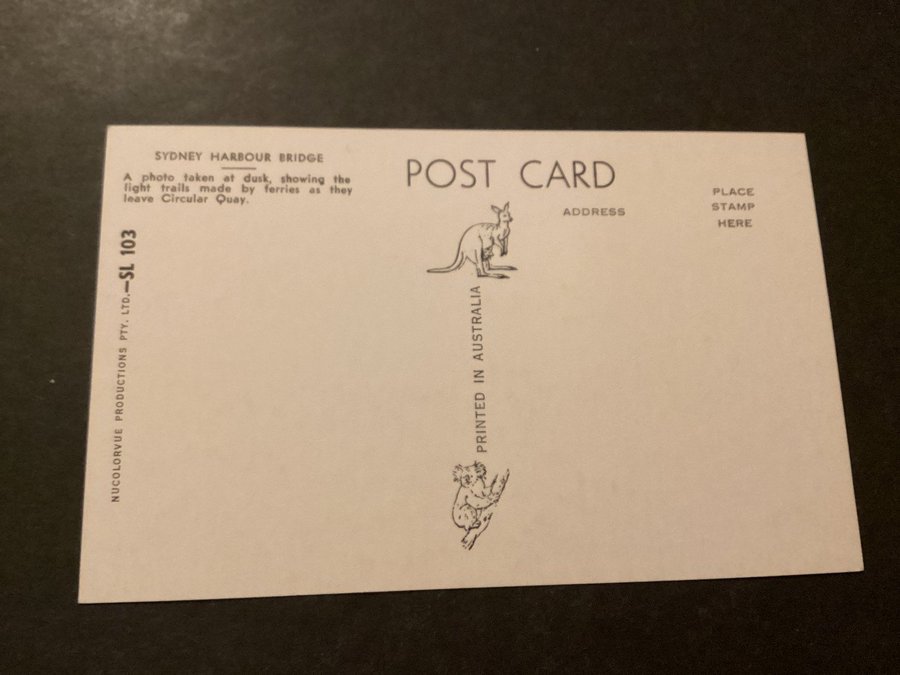 SYDNEY HARBOUR BRIDGE
A photo taken at dusk, showing the
light trails made by ferries as they
leave Circular Quay.
POST CARD
ADDRESS
PLACE
STAMP
HERE
NUCOLORVUE PRODUCTIONS PTY. LTD.—SL 103
PRINTED IN AUSTRALIA